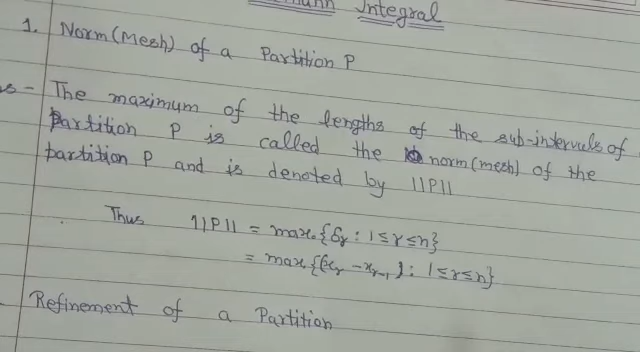 Integral
1. Norm (Mesh) of a Partition P
The maximum of the lengths of the sub-intervals of
Partition P is called the norm (mesh) of the
partition P and is denoted by ||P||
Thus ||P|| = max. {δr : 1 ≤ r ≤ n}
= max {(xr - xr-1) : 1 ≤ r ≤ n}
Refinement of a Partition